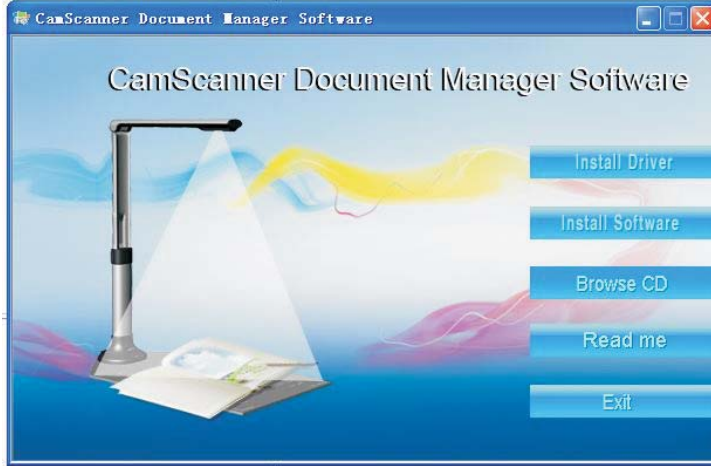 CamScanner Document Manager Software
CamScanner Document Manager Software
Install Driver
Install Software
Browse CD
Read me
Exit